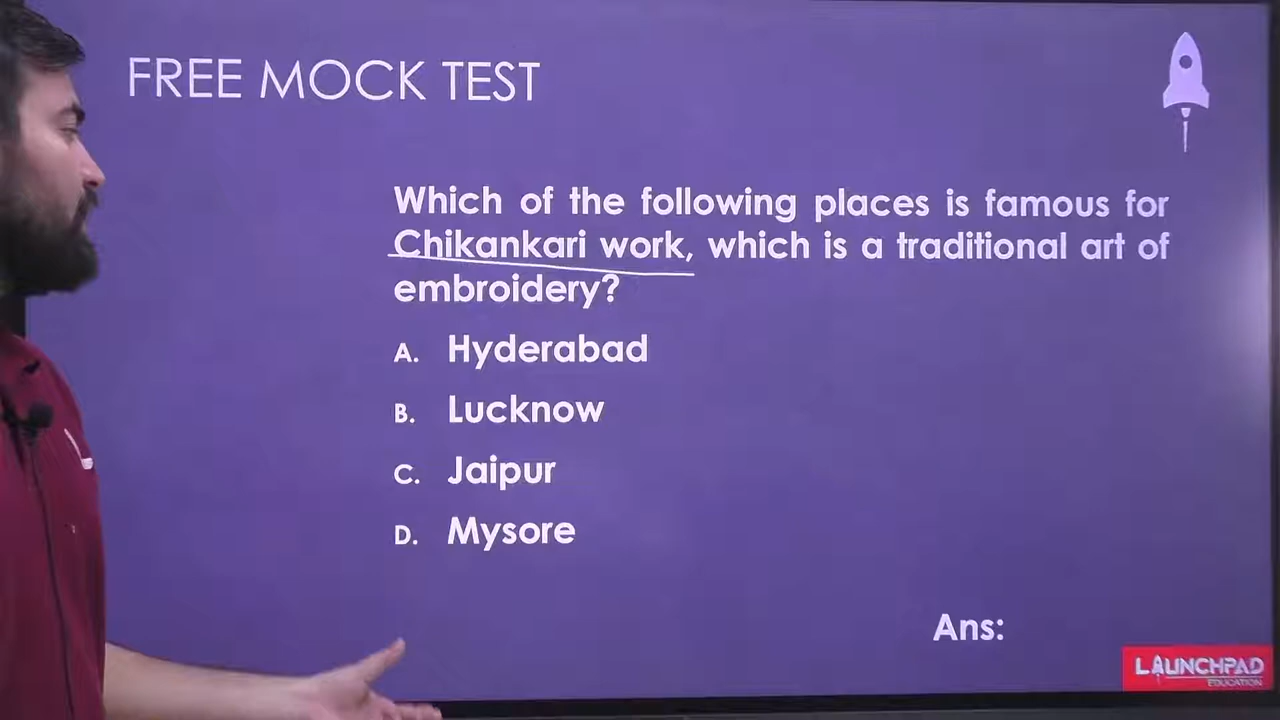 FREE MOCK TEST
Which of the following places is famous for
Chikankari work, which is a traditional art of
embroidery?
A. Hyderabad
B. Lucknow
C. Jaipur
D. Mysore
Ans:
LAUNCHPAD
EDUCATION